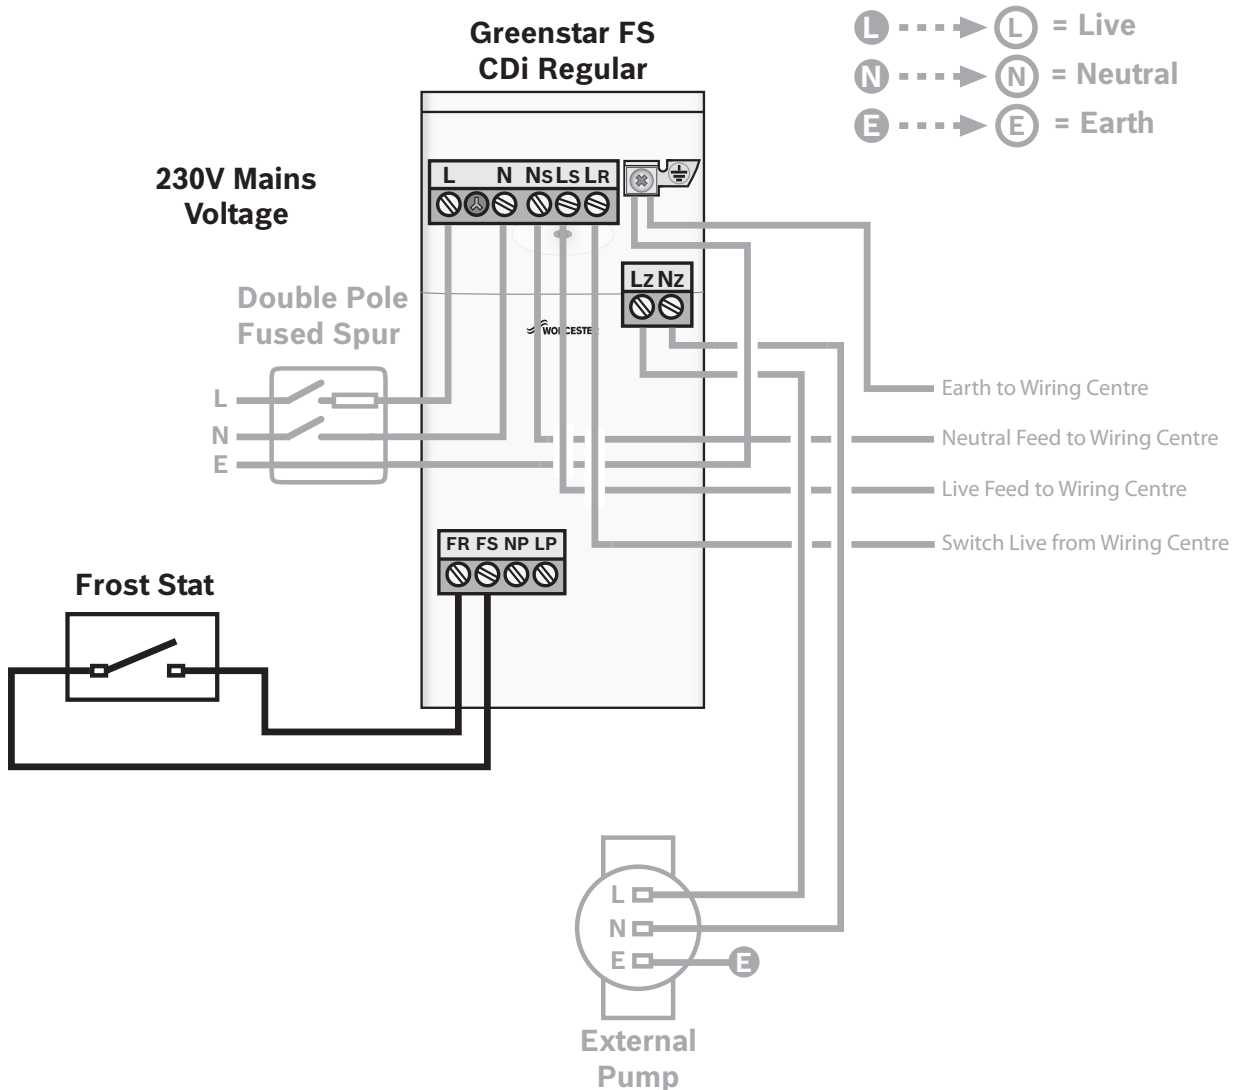 Greenstar FS
CDi Regular
L L = Live
N N = Neutral
E E = Earth
230V Mains
Voltage
L N NS LS LR
LZ NZ
Double Pole
Fused Spur
WORCESTER
L
N
E
Earth to Wiring Centre
Neutral Feed to Wiring Centre
Live Feed to Wiring Centre
Switch Live from Wiring Centre
FR FS NP LP
Frost Stat
L
N
E E
External
Pump